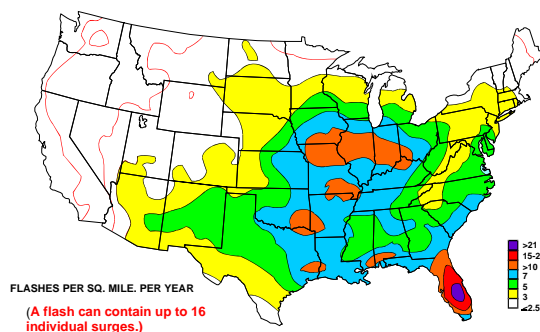 >21
15-2
>10
7
5
3
≤2.5
FLASHES PER SQ. MILE. PER YEAR
(A flash can contain up to 16
individual surges.)